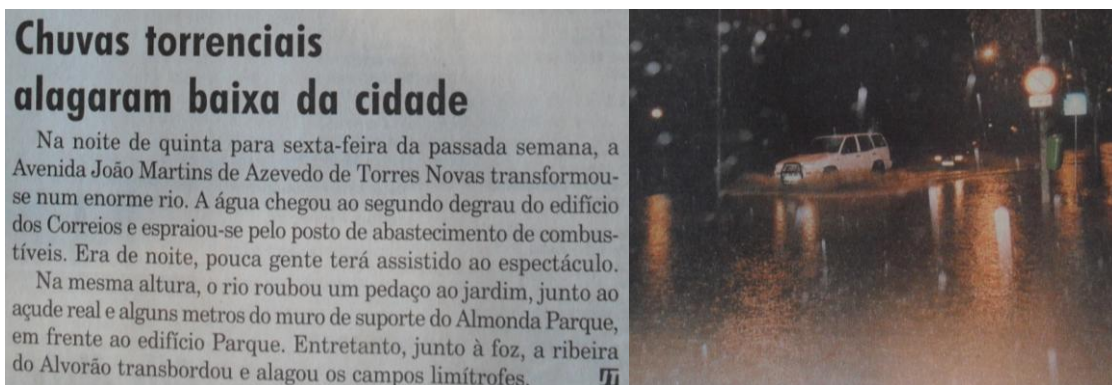 Chuvas torrenciais
alagaram baixa da cidade
Na noite de quinta para sexta-feira da passada semana, a
Avenida João Martins de Azevedo de Torres Novas transformou-
se num enorme rio. A água chegou ao segundo degrau do edifício
dos Correios e espraiou-se pelo posto de abastecimento de combus-
tíveis. Era de noite, pouca gente terá assistido ao espectáculo.
Na mesma altura, o rio roubou um pedaço ao jardim, junto ao
açude real e alguns metros do muro de suporte do Almonda Parque,
em frente ao edifício Parque. Entretanto, junto à foz, a ribeira
do Alvorão transbordou e alagou os campos limítrofes.